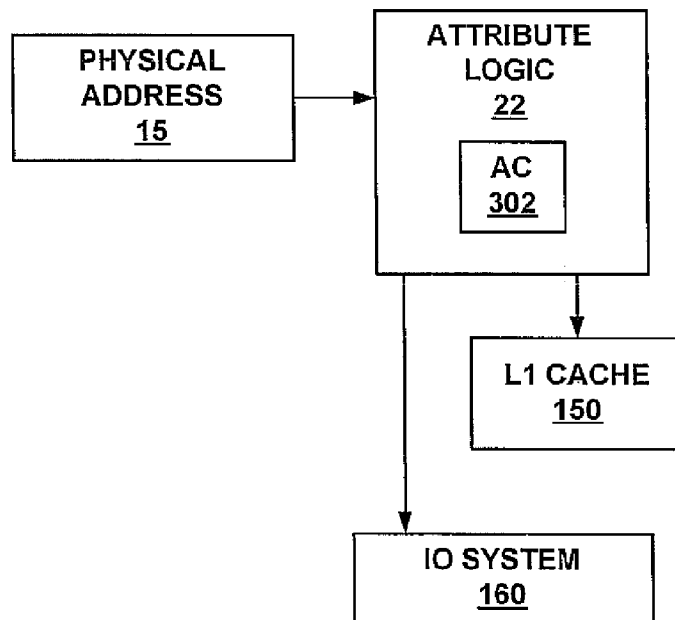 PHYSICAL
ADDRESS
15
ATTRIBUTE
LOGIC
22
AC
302
L1 CACHE
150
IO SYSTEM
160